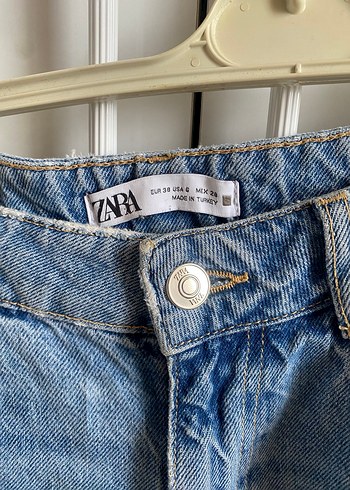 ZARA
EUR 38 USA 6 MEX 28
MADE IN TURKEY
ZARA